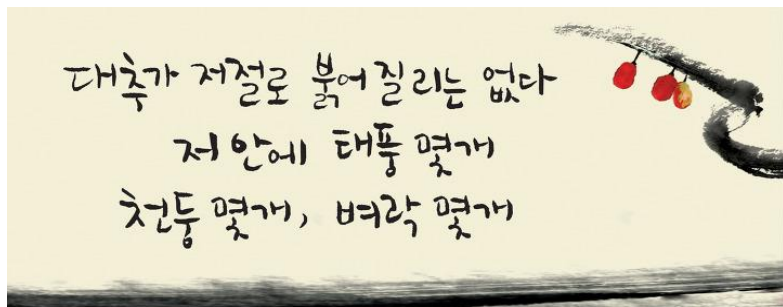 대추가 저절로 붉어질리는 없다
저 안에 태풍 몇개
천둥 몇개, 벼락 몇개